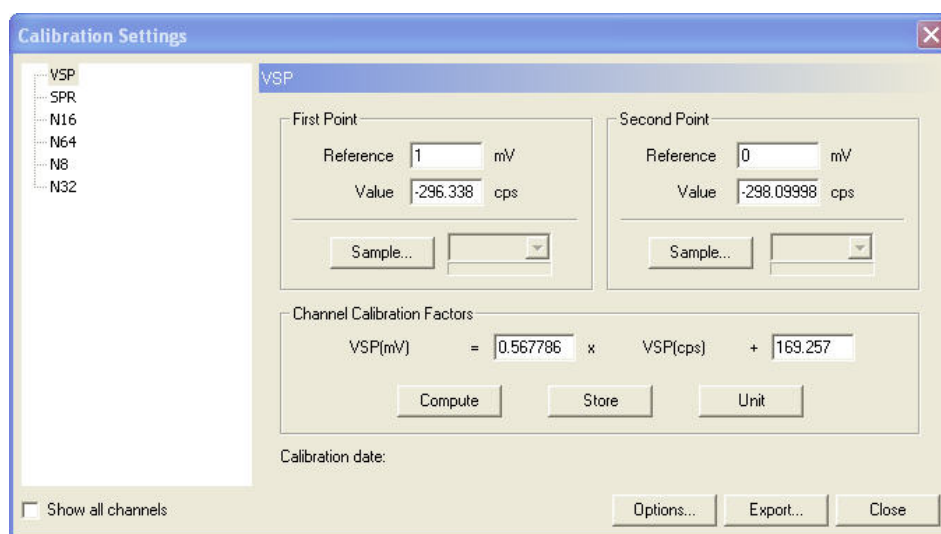 Calibration Settings
VSP
SPR
N16
N64
N8
N32
VSP
First Point
Reference 1 mV
Value -296.338 cps
Sample...
Second Point
Reference 0 mV
Value -298.09998 cps
Sample...
Channel Calibration Factors
VSP(mV) = 0.567786 x VSP(cps) + 169.257
Compute Store Unit
Calibration date:
Show all channels
Options... Export... Close